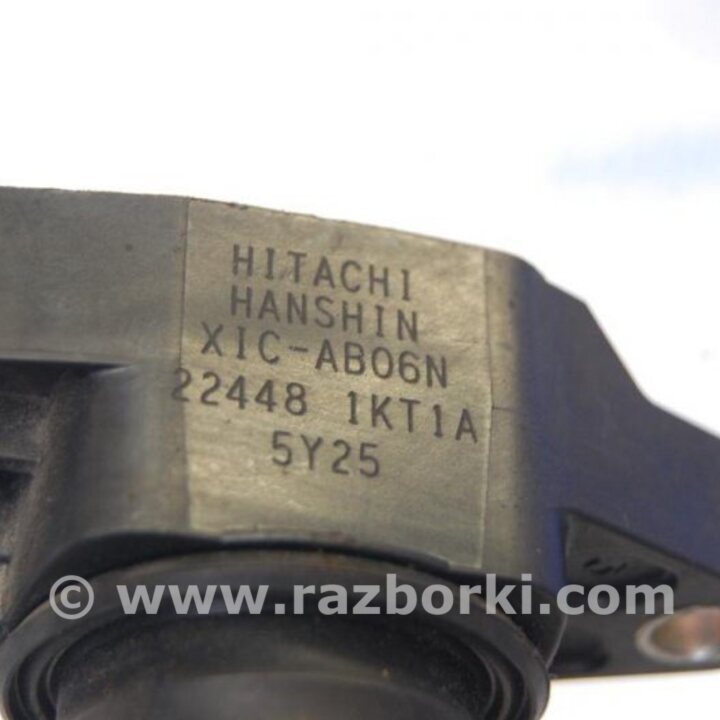 HITACHI
HANSHIN
XIC-AB06N
22448 1KT1A
5Y25
© www.razborki.com